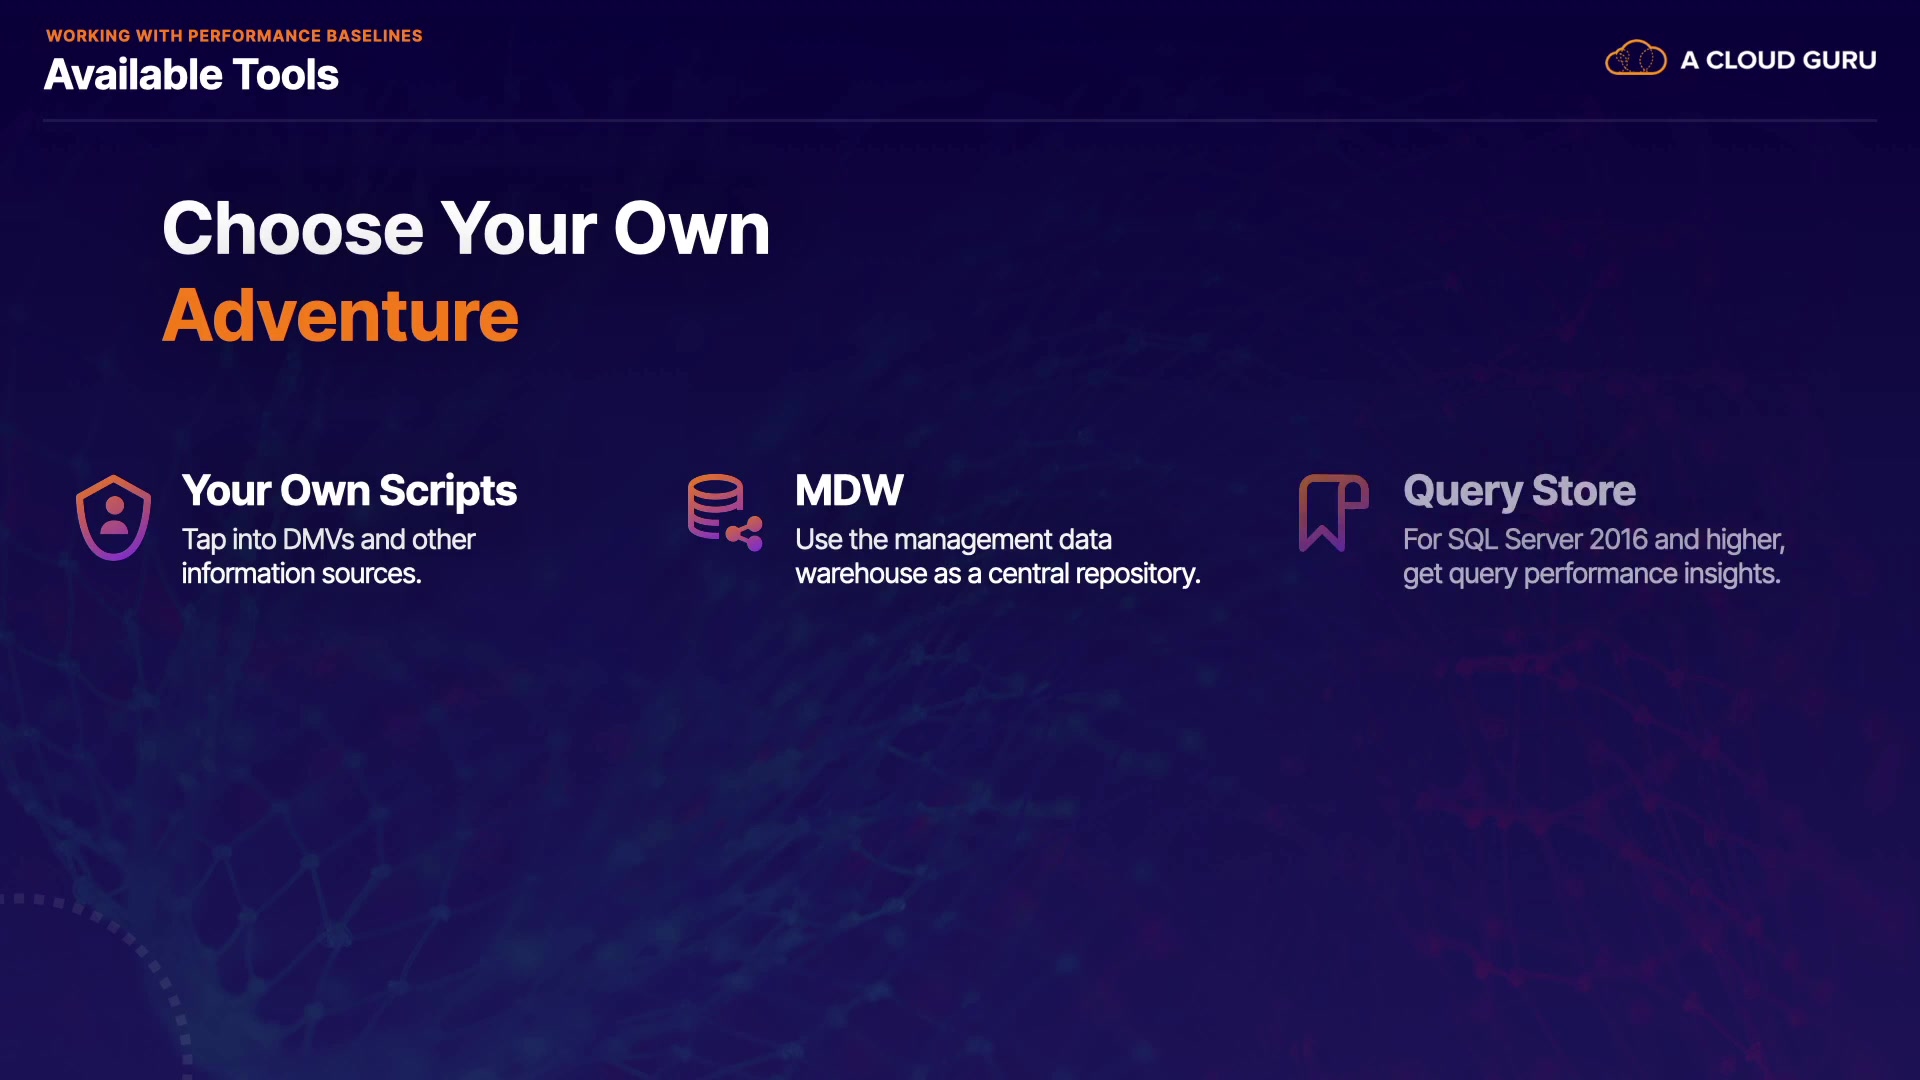 WORKING WITH PERFORMANCE BASELINES
Available Tools
A CLOUD GURU
Choose Your Own
Adventure
Your Own Scripts
Tap into DMVs and other
information sources.
MDW
Use the management data
warehouse as a central repository.
Query Store
For SQL Server 2016 and higher,
get query performance insights.